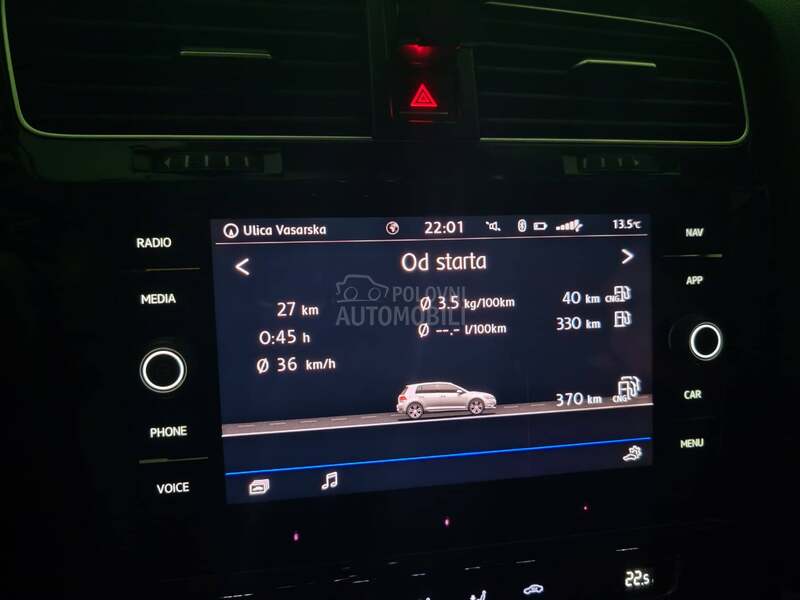 Ulica Vasarska 22:01 13.5°C
RADIO
NAV
< Od starta >
APP
MEDIA
27 km Ø 3.5 kg/100km 40 km CNG
0:45 h Ø --.- l/100km 330 km
Ø 36 km/h
POLOVNI
AUTOMOBILI
370 km CNG
CAR
PHONE
MENU
VOICE
22.5